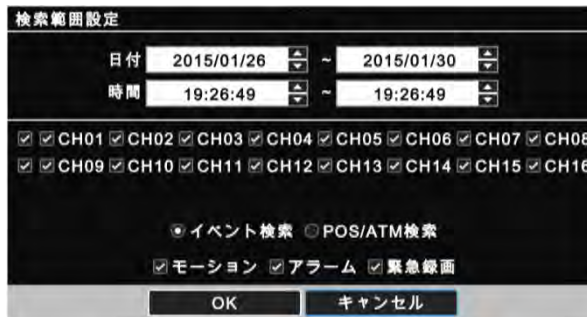 検索範囲設定
日付 2015/01/26 ~ 2015/01/30
時間 19:26:49 ~ 19:26:49
CH01 CH02 CH03 CH04 CH05 CH06 CH07 CH08
CH09 CH10 CH11 CH12 CH13 CH14 CH15 CH16
イベント検索 POS/ATM検索
モーション アラーム 緊急録画
OK キャンセル